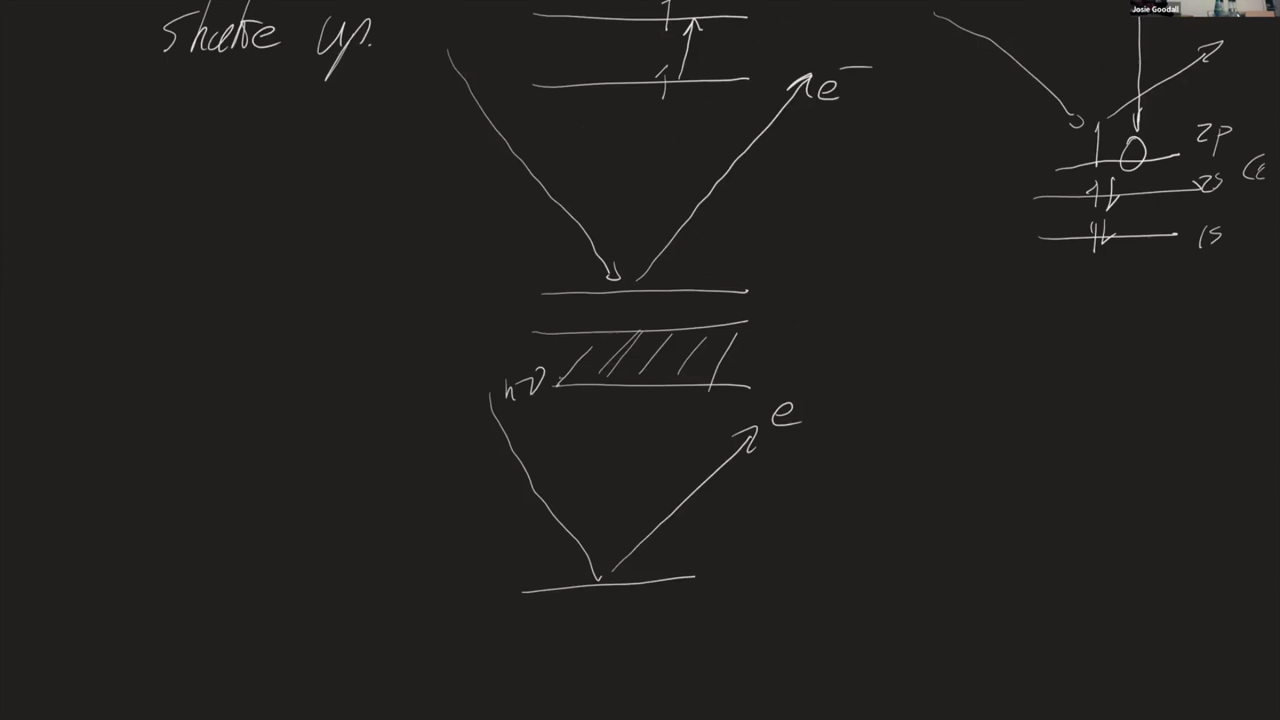 Shake up.
Josie Goodall
e⁻
2p
2s
1s
hν
e